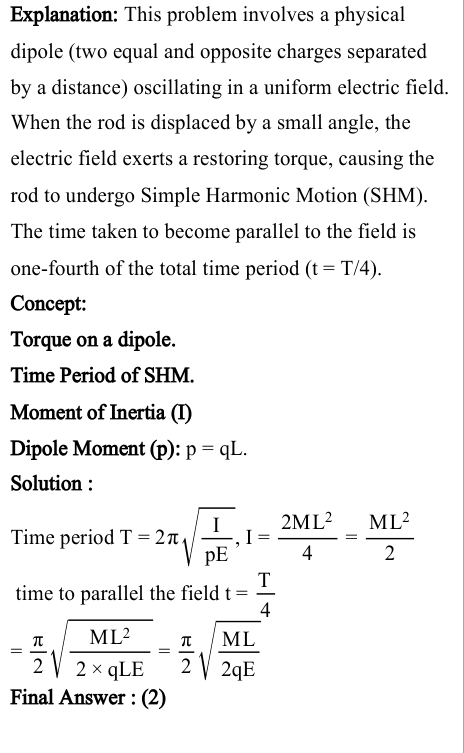 Explanation: This problem involves a physical
dipole (two equal and opposite charges separated
by a distance) oscillating in a uniform electric field.
When the rod is displaced by a small angle, the
electric field exerts a restoring torque, causing the
rod to undergo Simple Harmonic Motion (SHM).
The time taken to become parallel to the field is
one-fourth of the total time period (t = T/4).
Concept:
Torque on a dipole.
Time Period of SHM.
Moment of Inertia (I)
Dipole Moment (p): p = qL.
Solution :
Time period T = 2π√(I/pE), I = 2ML²/4 = ML²/2
time to parallel the field t = T/4
= π/2 √(ML²/2 × qLE) = π/2 √(ML/2qE)
Final Answer : (2)